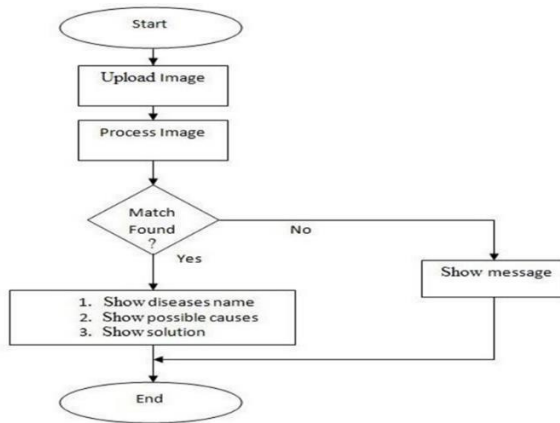 Start
Upload Image
Process Image
Match
Found
?
No
Yes
Show message
1. Show diseases name
2. Show possible causes
3. Show solution
End